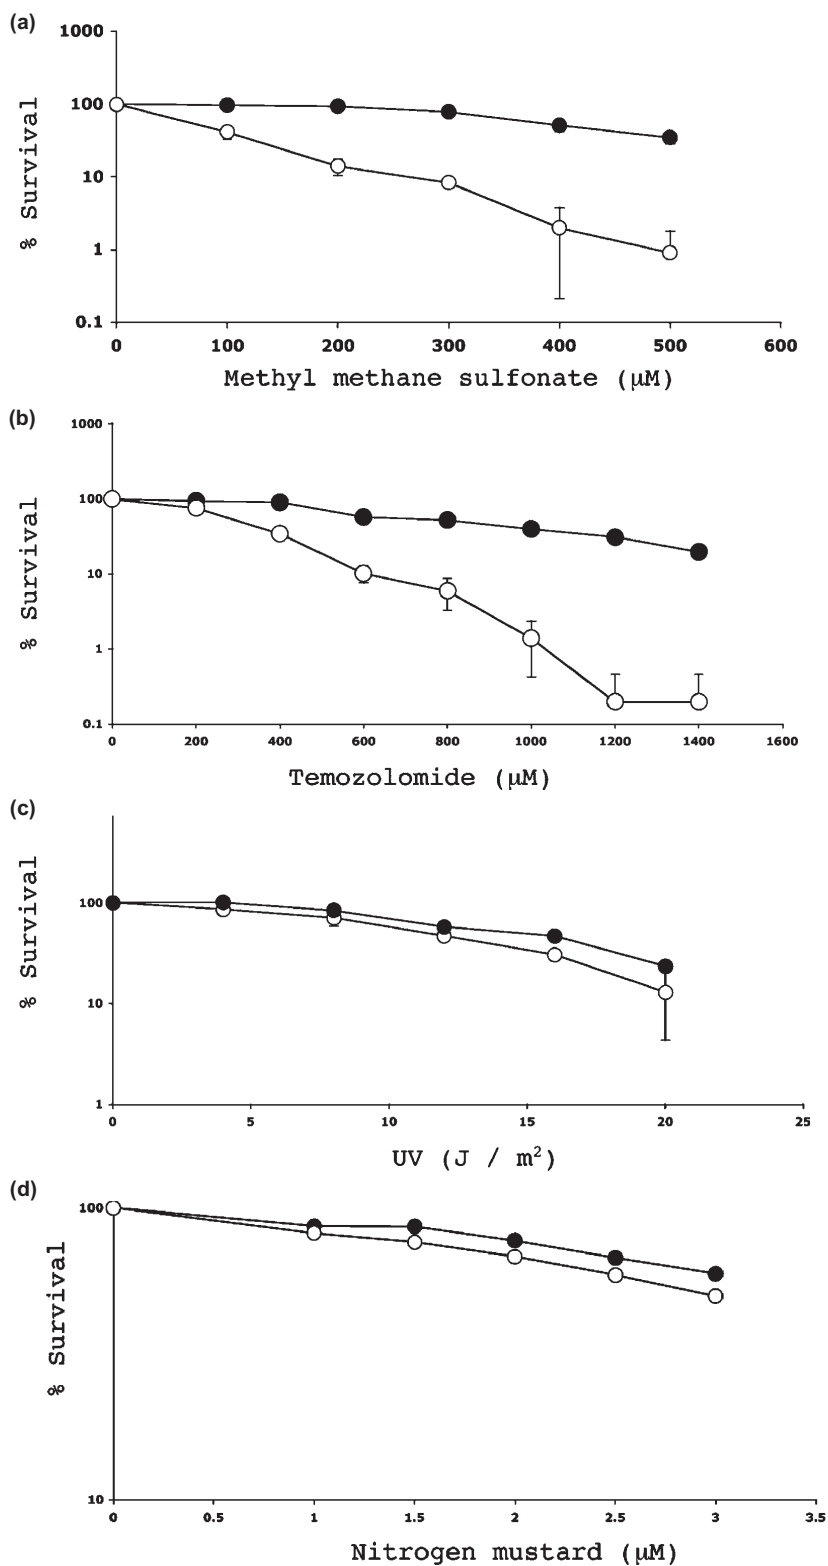 (a)
1000
100
10
1
0.1
% Survival
0 100 200 300 400 500 600
Methyl methane sulfonate (µM)
(b)
1000
100
10
1
0.1
% Survival
0 200 400 600 800 1000 1200 1400 1600
Temozolomide (µM)
(c)
100
10
1
% Survival
0 5 10 15 20 25
UV (J / m²)
(d)
100
10
% Survival
0 0.5 1 1.5 2 2.5 3 3.5
Nitrogen mustard (µM)